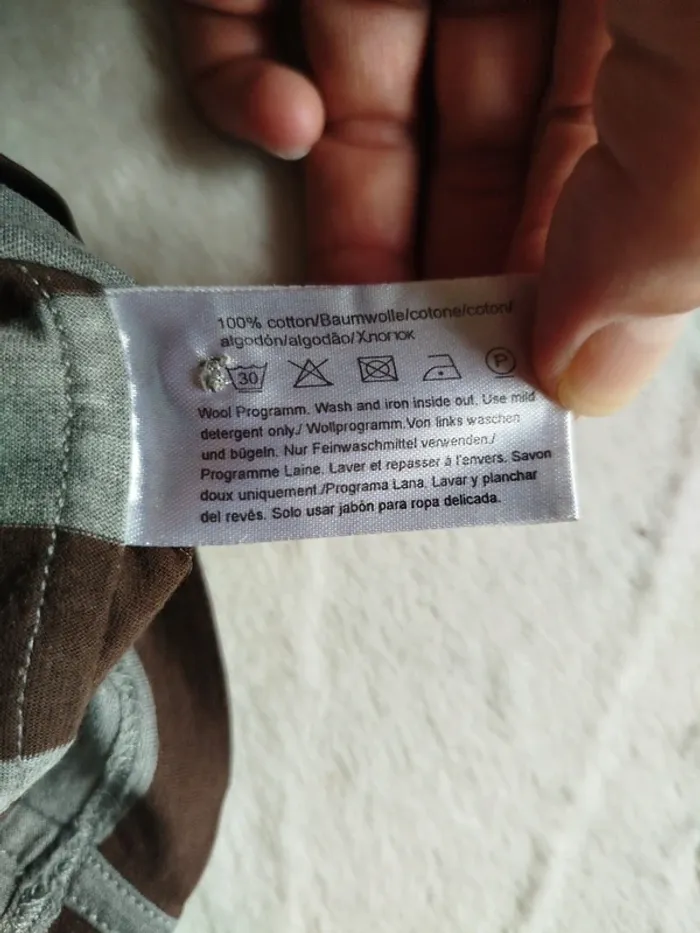 100% cotton/Baumwolle/cotone/coton/
algodón/algodão/Хлопок
30 P
Wool Programm. Wash and iron inside out. Use mild
detergent only./ Wollprogramm.Von links waschen
und bügeln. Nur Feinwaschmittel verwenden./
Programme Laine. Laver et repasser à l'envers. Savon
doux uniquement./Programa Lana. Lavar y planchar
del revés. Solo usar jabón para ropa delicada.